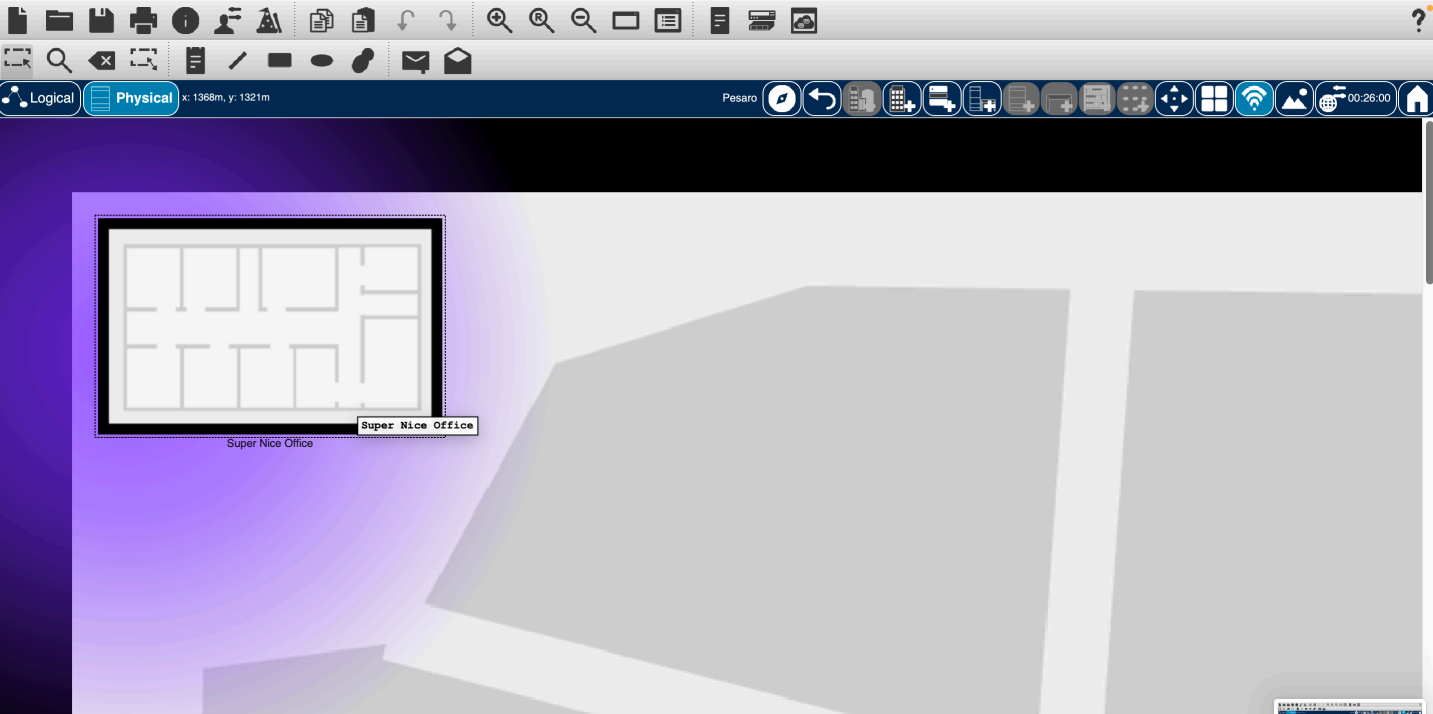 ?
R
Logical
Physical
x: 1368m, y: 1321m
Pesaro
00:26:00
Super Nice Office
Super Nice Office